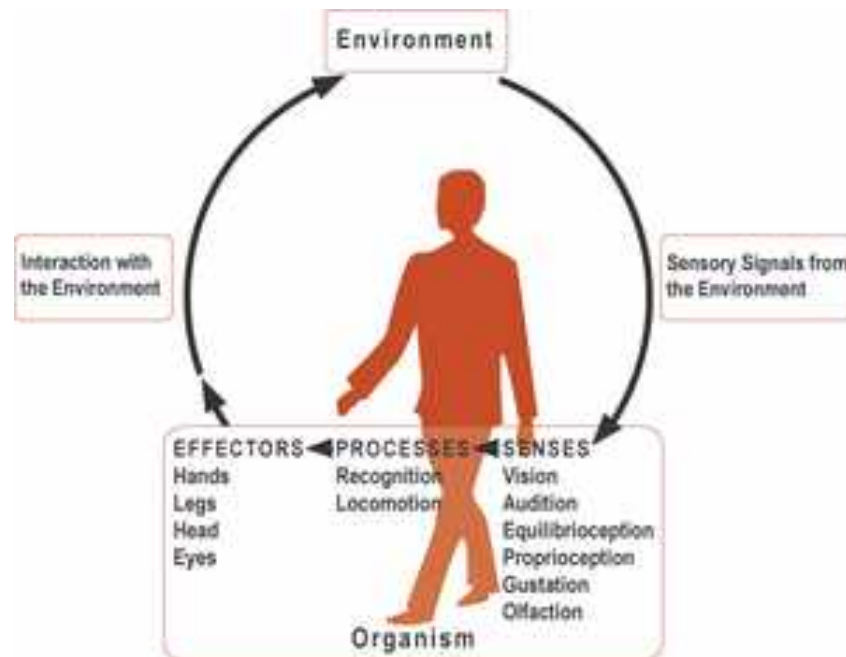 Environment
Interaction with
the Environment
Sensory Signals from
the Environment
EFFECTORS
Hands
Legs
Head
Eyes
PROCESSES
Recognition
Locomotion
SENSES
Vision
Audition
Equilibrioception
Proprioception
Gustation
Olfaction
Organism